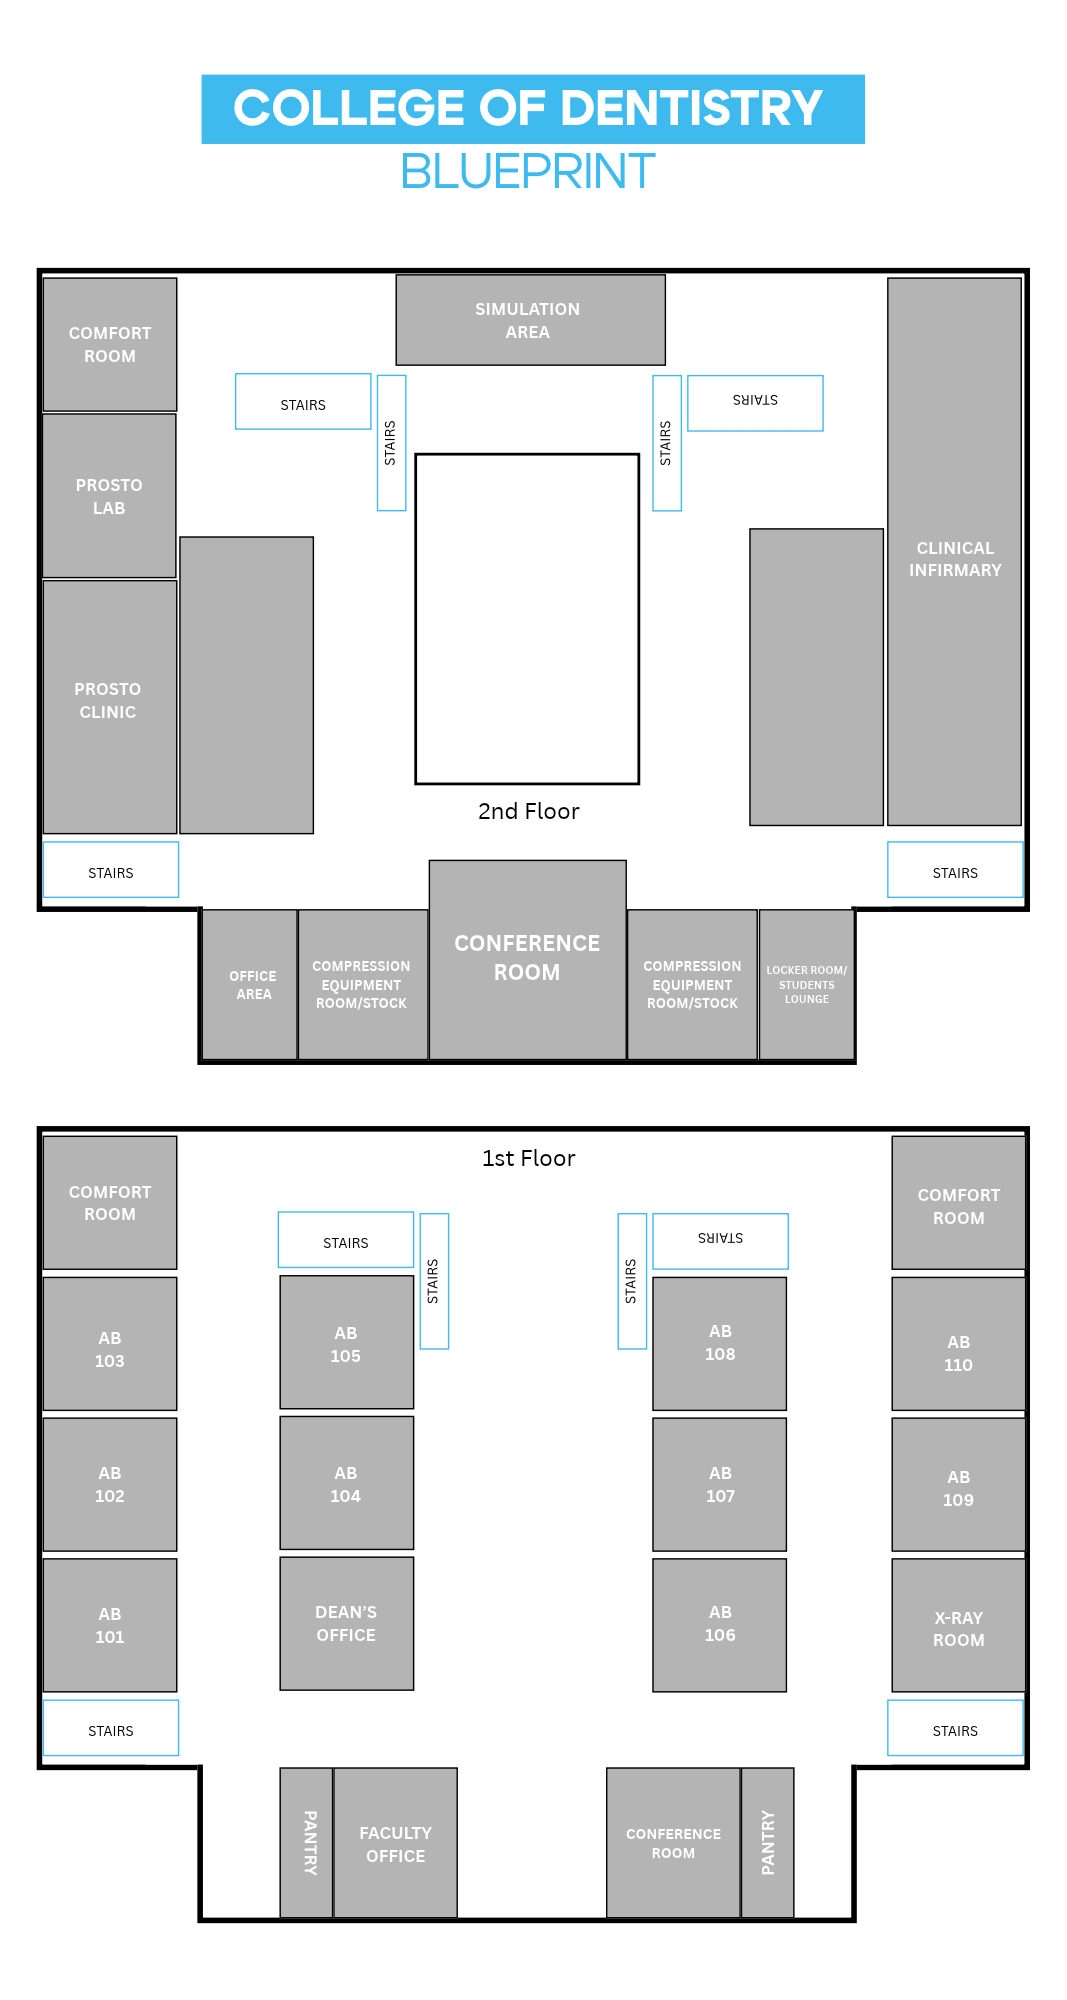 COLLEGE OF DENTISTRY
BLUEPRINT
COMFORT
ROOM
SIMULATION
AREA
STAIRS
STAIRS
STAIRS
STAIRS
PROSTO
LAB
CLINICAL
INFIRMARY
PROSTO
CLINIC
2nd Floor
STAIRS
STAIRS
OFFICE
AREA
COMPRESSION
EQUIPMENT
ROOM/STOCK
CONFERENCE
ROOM
COMPRESSION
EQUIPMENT
ROOM/STOCK
LOCKER ROOM/
STUDENTS
LOUNGE
1st Floor
COMFORT
ROOM
COMFORT
ROOM
STAIRS
STAIRS
STAIRS
STAIRS
AB
103
AB
105
AB
108
AB
110
AB
102
AB
104
AB
107
AB
109
AB
101
DEAN’S
OFFICE
AB
106
X-RAY
ROOM
STAIRS
STAIRS
PANTRY
FACULTY
OFFICE
CONFERENCE
ROOM
PANTRY